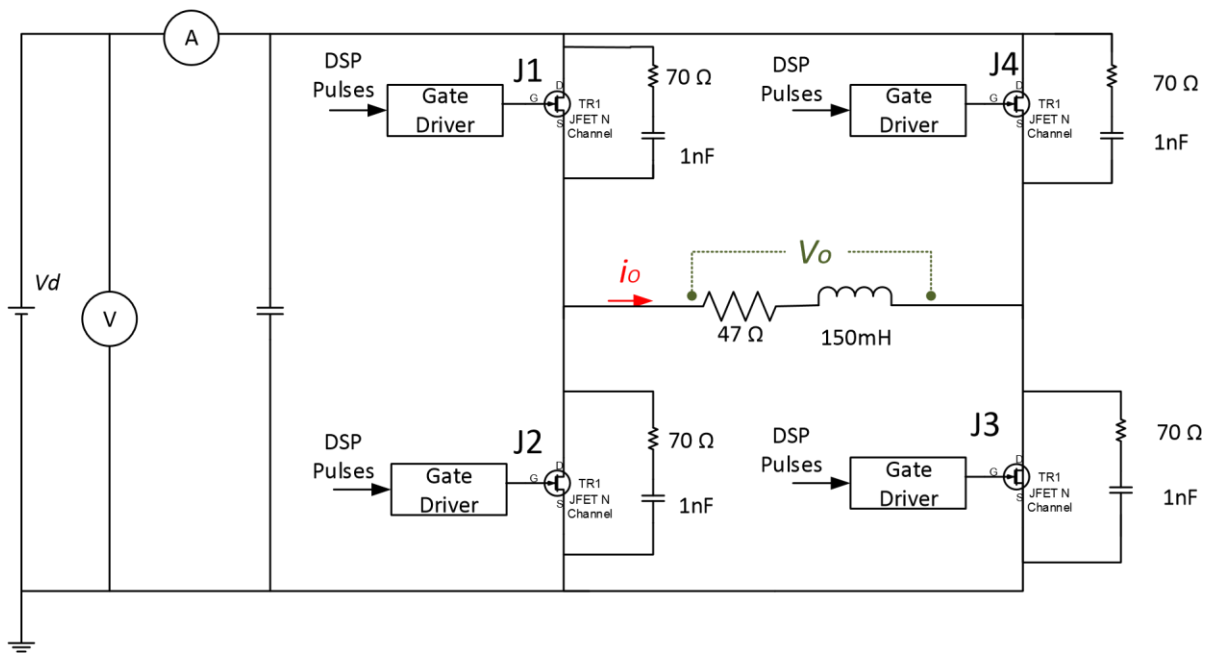 A
DSP
Pulses
Gate
Driver
J1
G
D
S
TR1
JFET N
Channel
70 Ω
1nF
DSP
Pulses
Gate
Driver
J4
G
D
S
TR1
JFET N
Channel
70 Ω
1nF
Vd
V
io
Vo
47 Ω
150mH
DSP
Pulses
Gate
Driver
J2
G
D
S
TR1
JFET N
Channel
70 Ω
1nF
DSP
Pulses
Gate
Driver
J3
G
D
S
TR1
JFET N
Channel
70 Ω
1nF